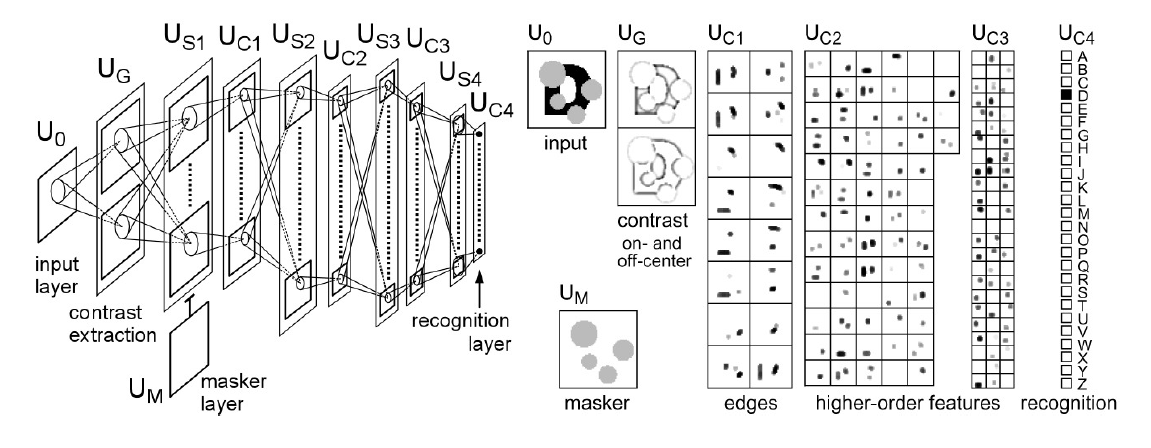 U0
UG
US1
UC1
US2
UC2
US3
UC3
US4
UC4
input
layer
contrast
extraction
UM
masker
layer
recognition
layer
U0
input
UM
masker
UG
contrast
on- and
off-center
UC1
edges
UC2
UC3
higher-order features
UC4
A
B
C
D
E
F
G
H
I
J
K
L
M
N
O
P
Q
R
S
T
U
V
W
X
Y
Z
recognition